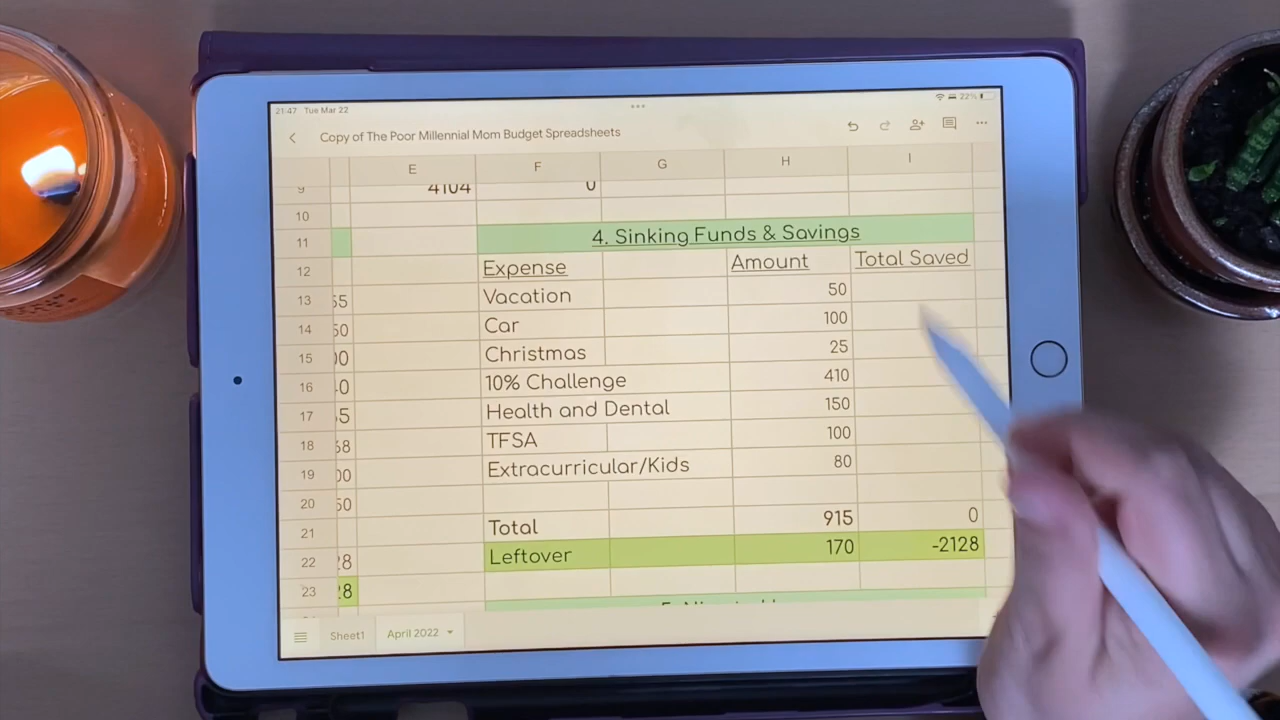 21:47 Tue Mar 22
22%
Copy of The Poor Millennial Mom Budget Spreadsheets
E F G H I
9 4104 0
10
11 4. Sinking Funds & Savings
12 Expense Amount Total Saved
13 Vacation 50
14 Car 100
15 Christmas 25
16 10% Challenge 410
17 Health and Dental 150
18 TFSA 100
19 Extracurricular/Kids 80
20
21 Total 915 0
22 Leftover 170 -2128
23
Sheet1 April 2022